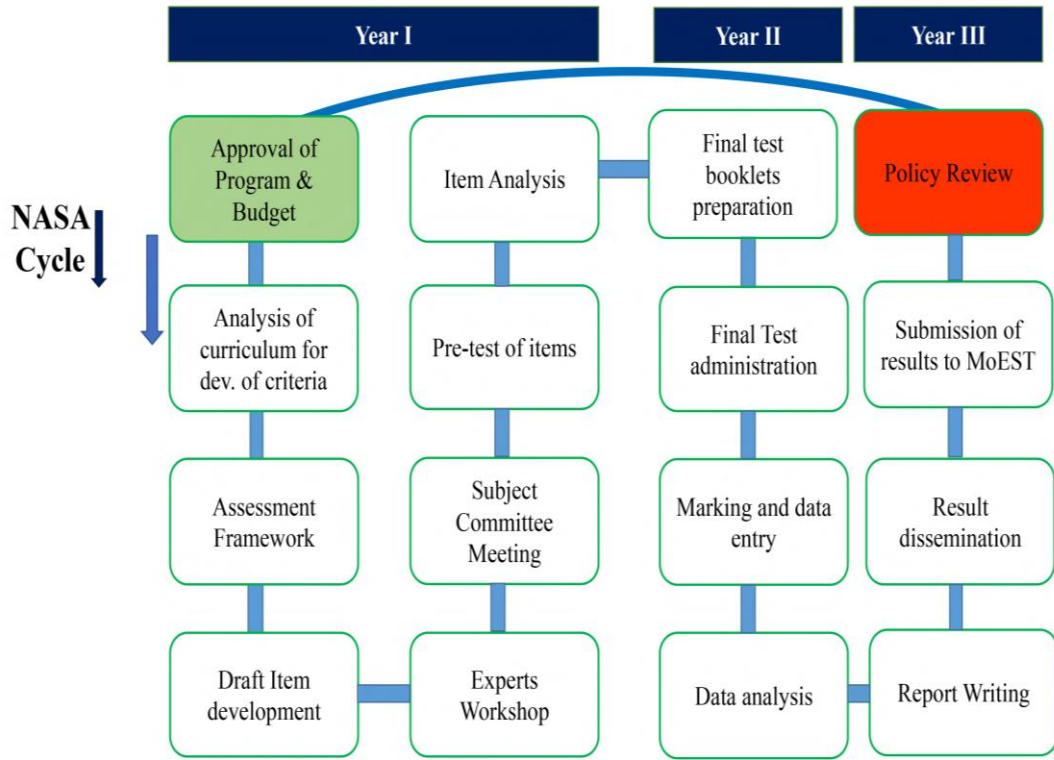 Year I
Year II
Year III
NASA
Cycle
Approval of
Program &
Budget
Item Analysis
Final test
booklets
preparation
Policy Review
Analysis of
curriculum for
dev. of criteria
Pre-test of items
Final Test
administration
Submission of
results to MoEST
Assessment
Framework
Subject
Committee
Meeting
Marking and data
entry
Result
dissemination
Draft Item
development
Experts
Workshop
Data analysis
Report Writing